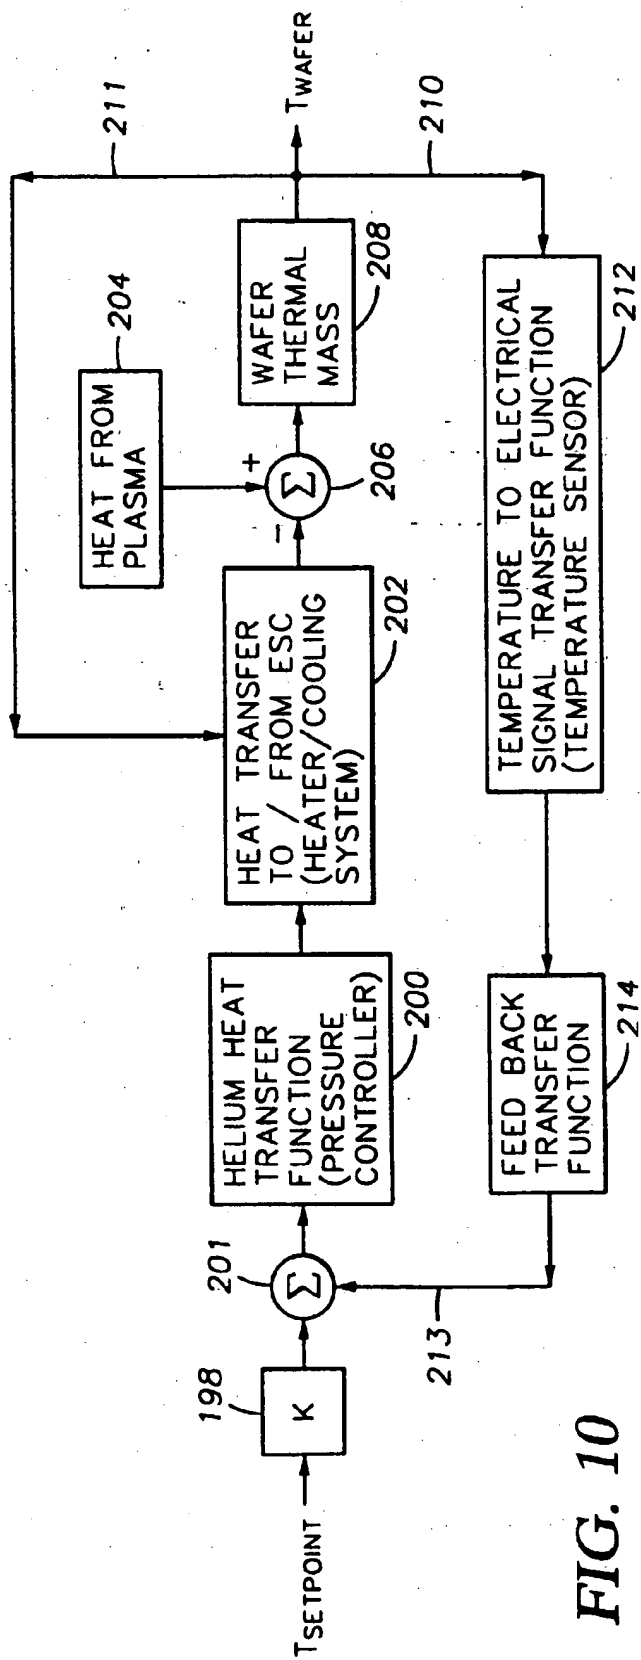 TSETPOINT
198
K
201
Σ
HELIUM HEAT
TRANSFER
FUNCTION
(PRESSURE
CONTROLLER)
200
HEAT TRANSFER
TO / FROM ESC
(HEATER/COOLING
SYSTEM)
202
HEAT FROM
PLASMA
204
+
-
Σ
206
WAFER
THERMAL
MASS
208
211
TWAFER
210
TEMPERATURE TO ELECTRICAL
SIGNAL TRANSFER FUNCTION
(TEMPERATURE SENSOR)
212
FEED BACK
TRANSFER
FUNCTION
214
213
FIG. 10